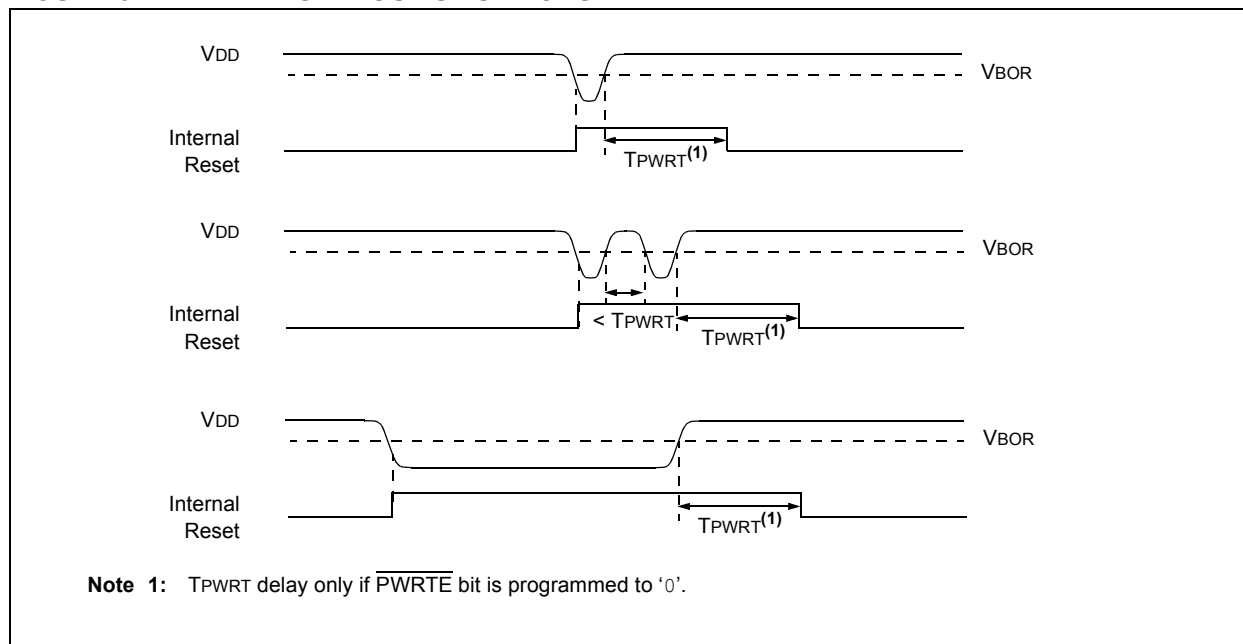 VDD
VBOR
Internal
Reset
TPWRT(1)
VDD
VBOR
Internal
Reset
< TPWRT
TPWRT(1)
VDD
VBOR
Internal
Reset
TPWRT(1)
Note 1: TPWRT delay only if PWRTE bit is programmed to ‘0’.